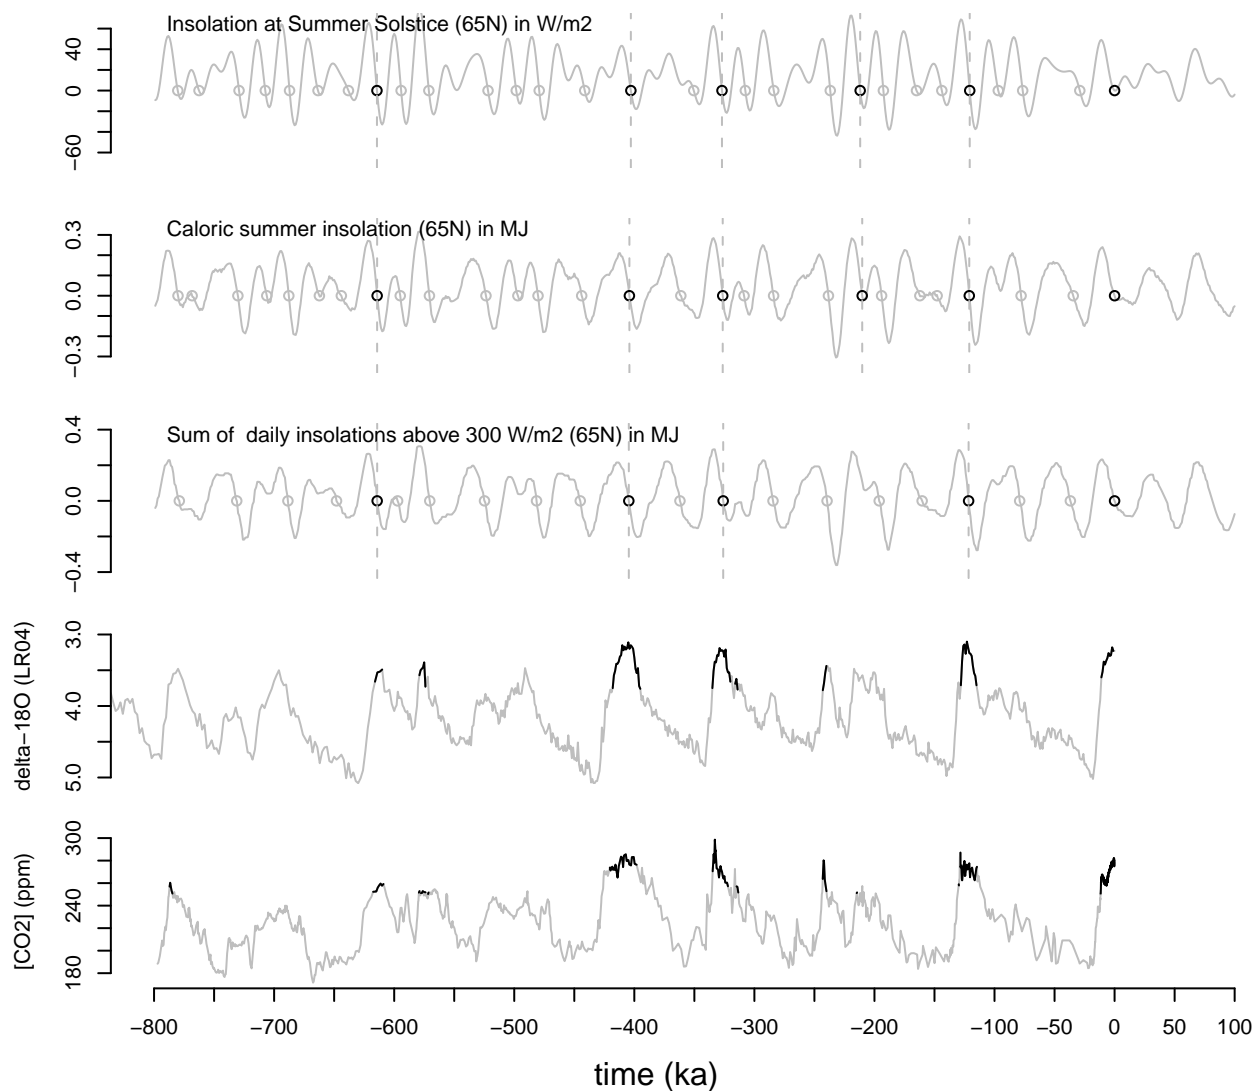 Insolation at Summer Solstice (65N) in W/m2
40
0
−60
Caloric summer insolation (65N) in MJ
0.3
0.0
−0.3
Sum of  daily insolations above 300 W/m2 (65N) in MJ
0.4
0.0
−0.4
delta−18O (LR04)
3.0
4.0
5.0
[CO2] (ppm)
300
240
180
−800 −700 −600 −500 −400 −300 −200 −100 −50 0 50 100
time (ka)